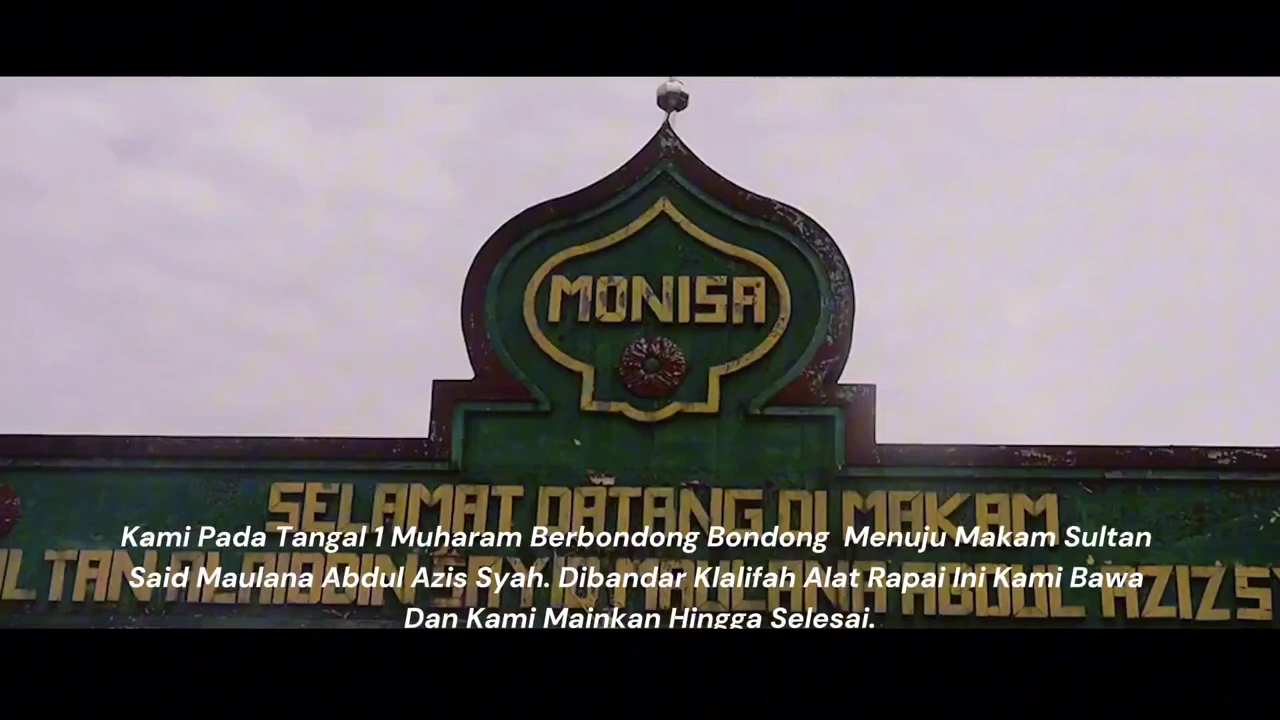 MONISA
SELAMAT DATANG DI MAKAM
Kami Pada Tangal 1 Muharam Berbondong Bondong Menuju Makam Sultan
Said Maulana Abdul Azis Syah. Dibandar Klalifah Alat Rapai Ini Kami Bawa
MAULANA ABDUL AZIZ
Dan Kami Mainkan Hingga Selesai.